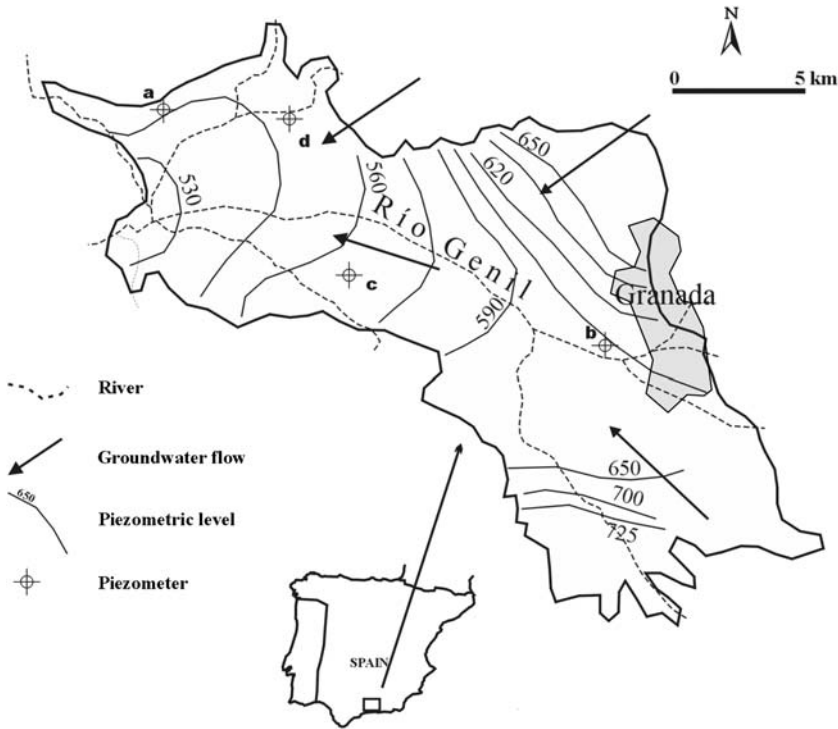 N
0 5 km
a
d
650
620
560
530
Río Genil
Granada
c
590
b
River
650
Groundwater flow
700
650
Piezometric level
725
Piezometer
SPAIN